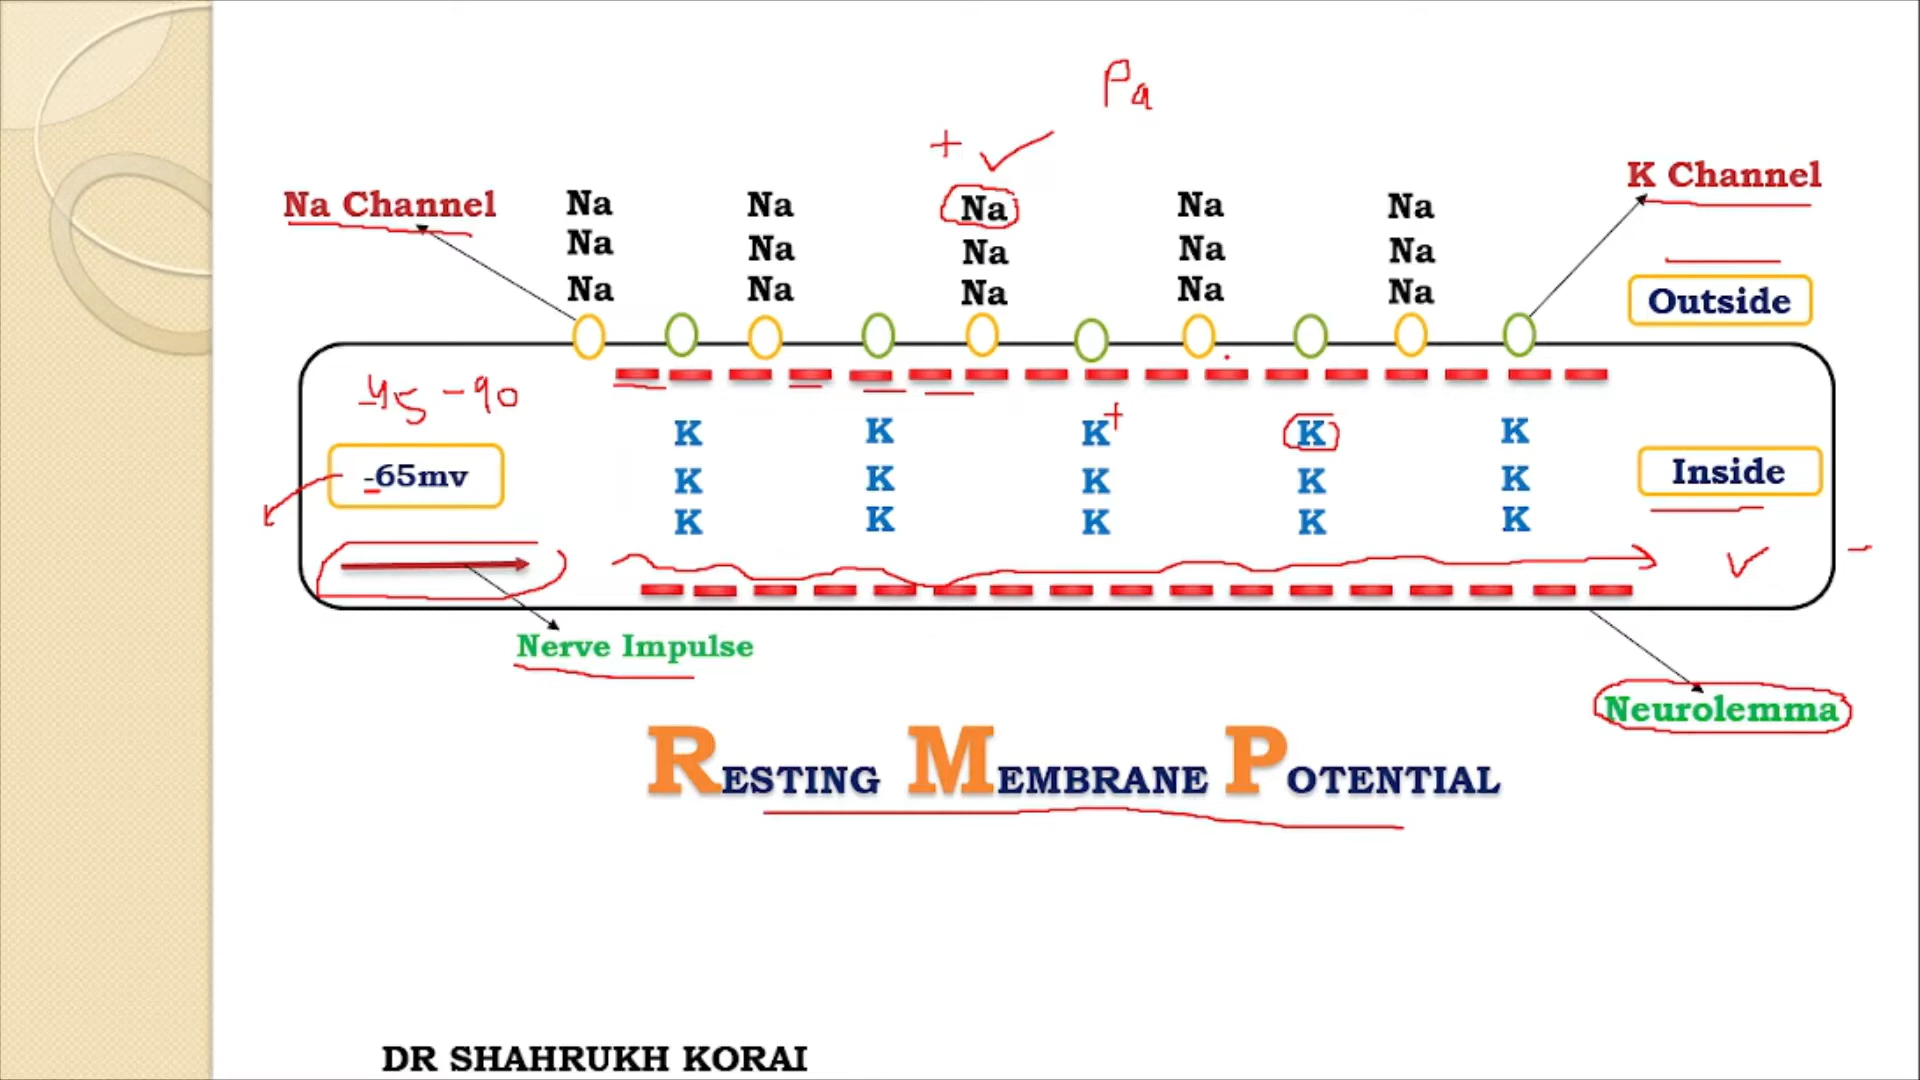 Pa
+
Na Channel
Na Na Na Na Na
Na Na Na Na Na
Na Na Na Na Na
K Channel
Outside
-90
-65mv
K K K+ K K
K K K K K
K K K K K
Inside
Nerve Impulse
Neurolemma
RESTING MEMBRANE POTENTIAL
DR SHAHRUKH KORAI